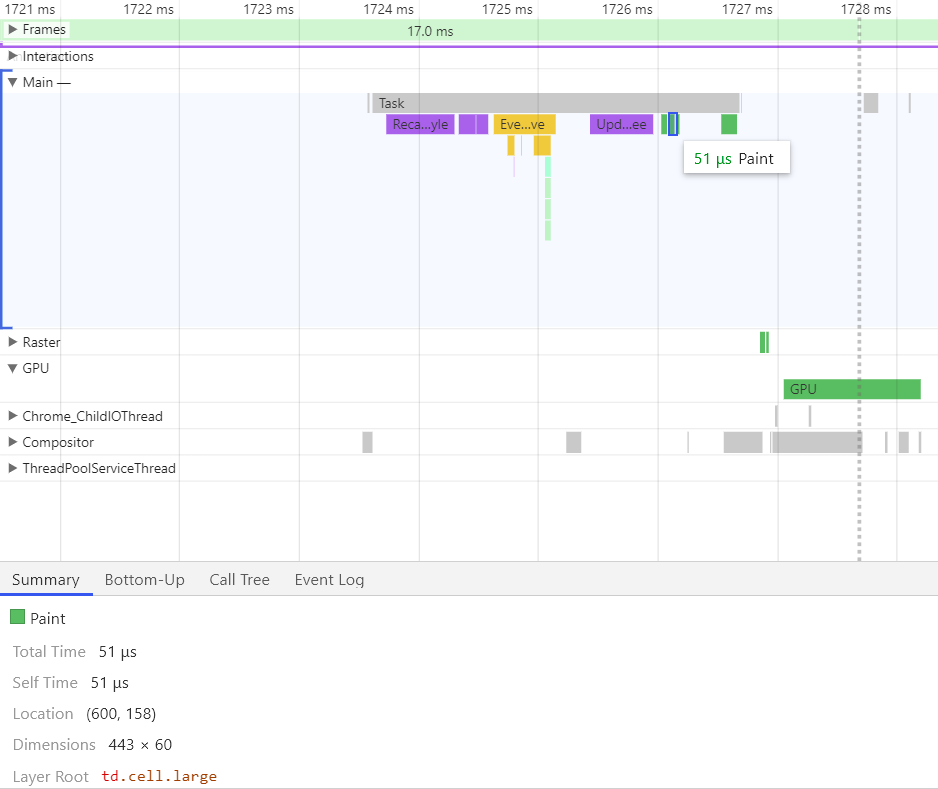 1721 ms 1722 ms 1723 ms 1724 ms 1725 ms 1726 ms 1727 ms 1728 ms
Frames 17.0 ms
Interactions
Main —
Task
Reca...yle Eve...ve Upd...ee
51 µs Paint
Raster
GPU
GPU
Chrome_ChildIOThread
Compositor
ThreadPoolServiceThread
Summary Bottom-Up Call Tree Event Log
Paint
Total Time 51 µs
Self Time 51 µs
Location (600, 158)
Dimensions 443 × 60
Layer Root td.cell.large